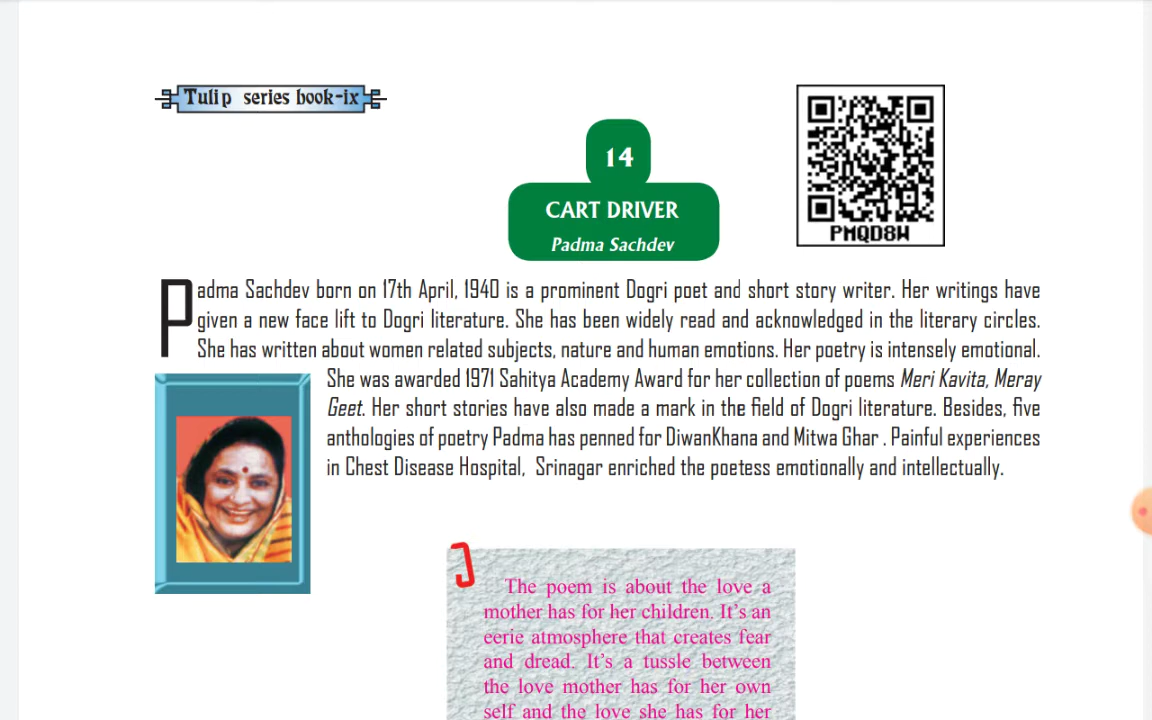 Tulip series book-ix
14
CART DRIVER
Padma Sachdev
PMQD8W
Padma Sachdev born on 17th April, 1940 is a prominent Dogri poet and short story writer. Her writings have
given a new face lift to Dogri literature. She has been widely read and acknowledged in the literary circles.
She has written about women related subjects, nature and human emotions. Her poetry is intensely emotional.
She was awarded 1971 Sahitya Academy Award for her collection of poems Meri Kavita, Meray
Geet. Her short stories have also made a mark in the field of Dogri literature. Besides, five
anthologies of poetry Padma has penned for DiwanKhana and Mitwa Ghar . Painful experiences
in Chest Disease Hospital, Srinagar enriched the poetess emotionally and intellectually.
The poem is about the love a
mother has for her children. It's an
eerie atmosphere that creates fear
and dread. It's a tussle between
the love mother has for her own
self and the love she has for her